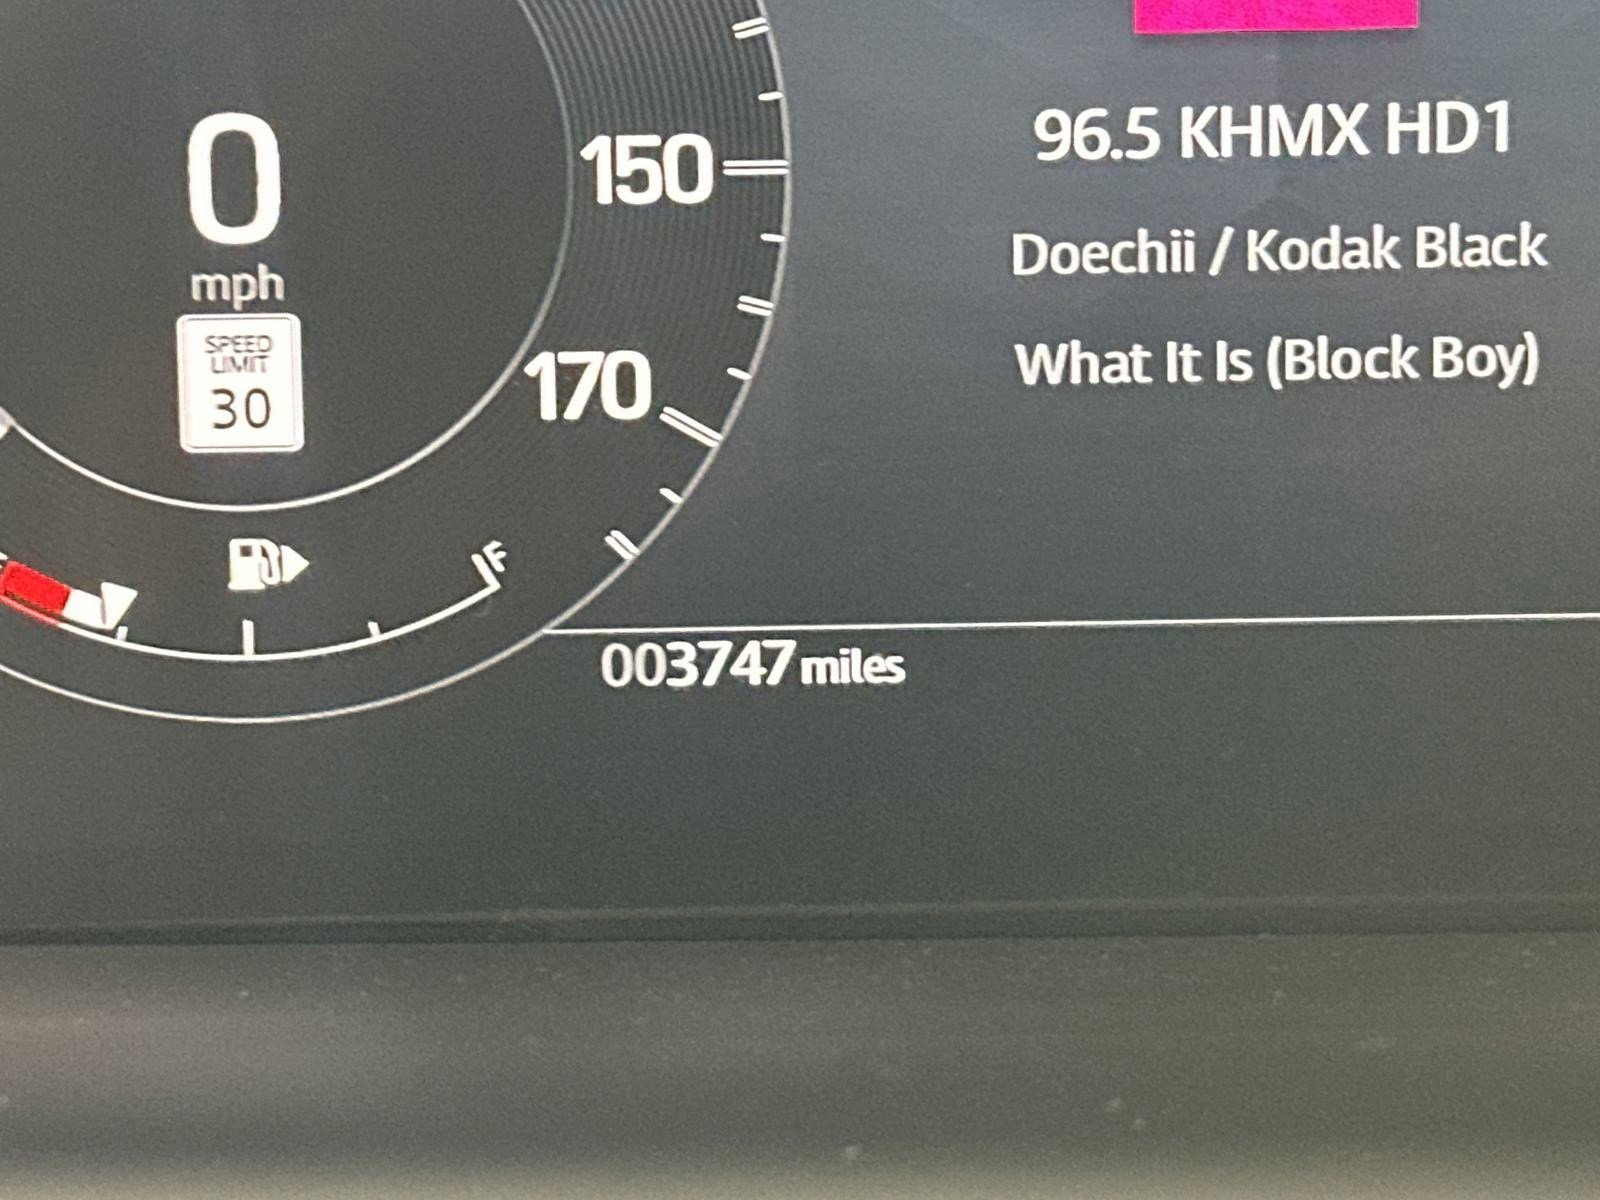 0
mph
SPEED
LIMIT
30
150
170
F
96.5 KHMX HD1
Doechii / Kodak Black
What It Is (Block Boy)
003747 miles